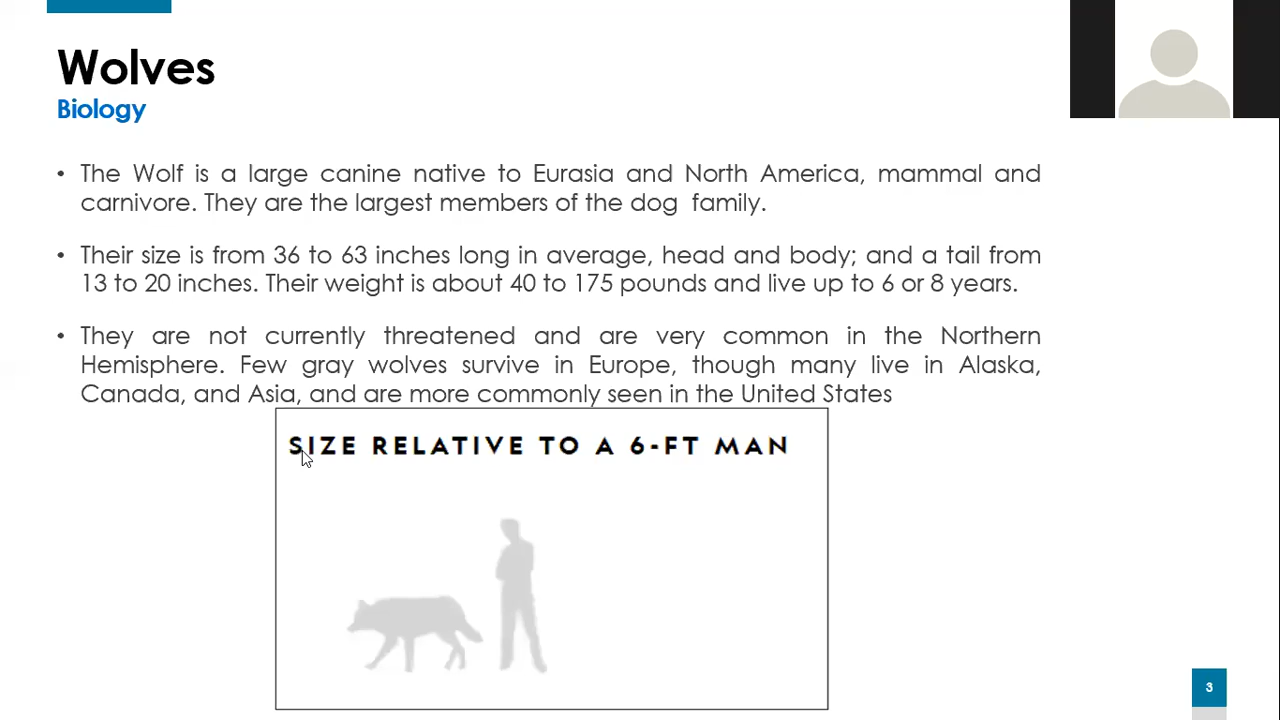 Wolves
Biology
• The Wolf is a large canine native to Eurasia and North America, mammal and
carnivore. They are the largest members of the dog family.
• Their size is from 36 to 63 inches long in average, head and body; and a tail from
13 to 20 inches. Their weight is about 40 to 175 pounds and live up to 6 or 8 years.
• They are not currently threatened and are very common in the Northern
Hemisphere. Few gray wolves survive in Europe, though many live in Alaska,
Canada, and Asia, and are more commonly seen in the United States
SIZE RELATIVE TO A 6-FT MAN
3